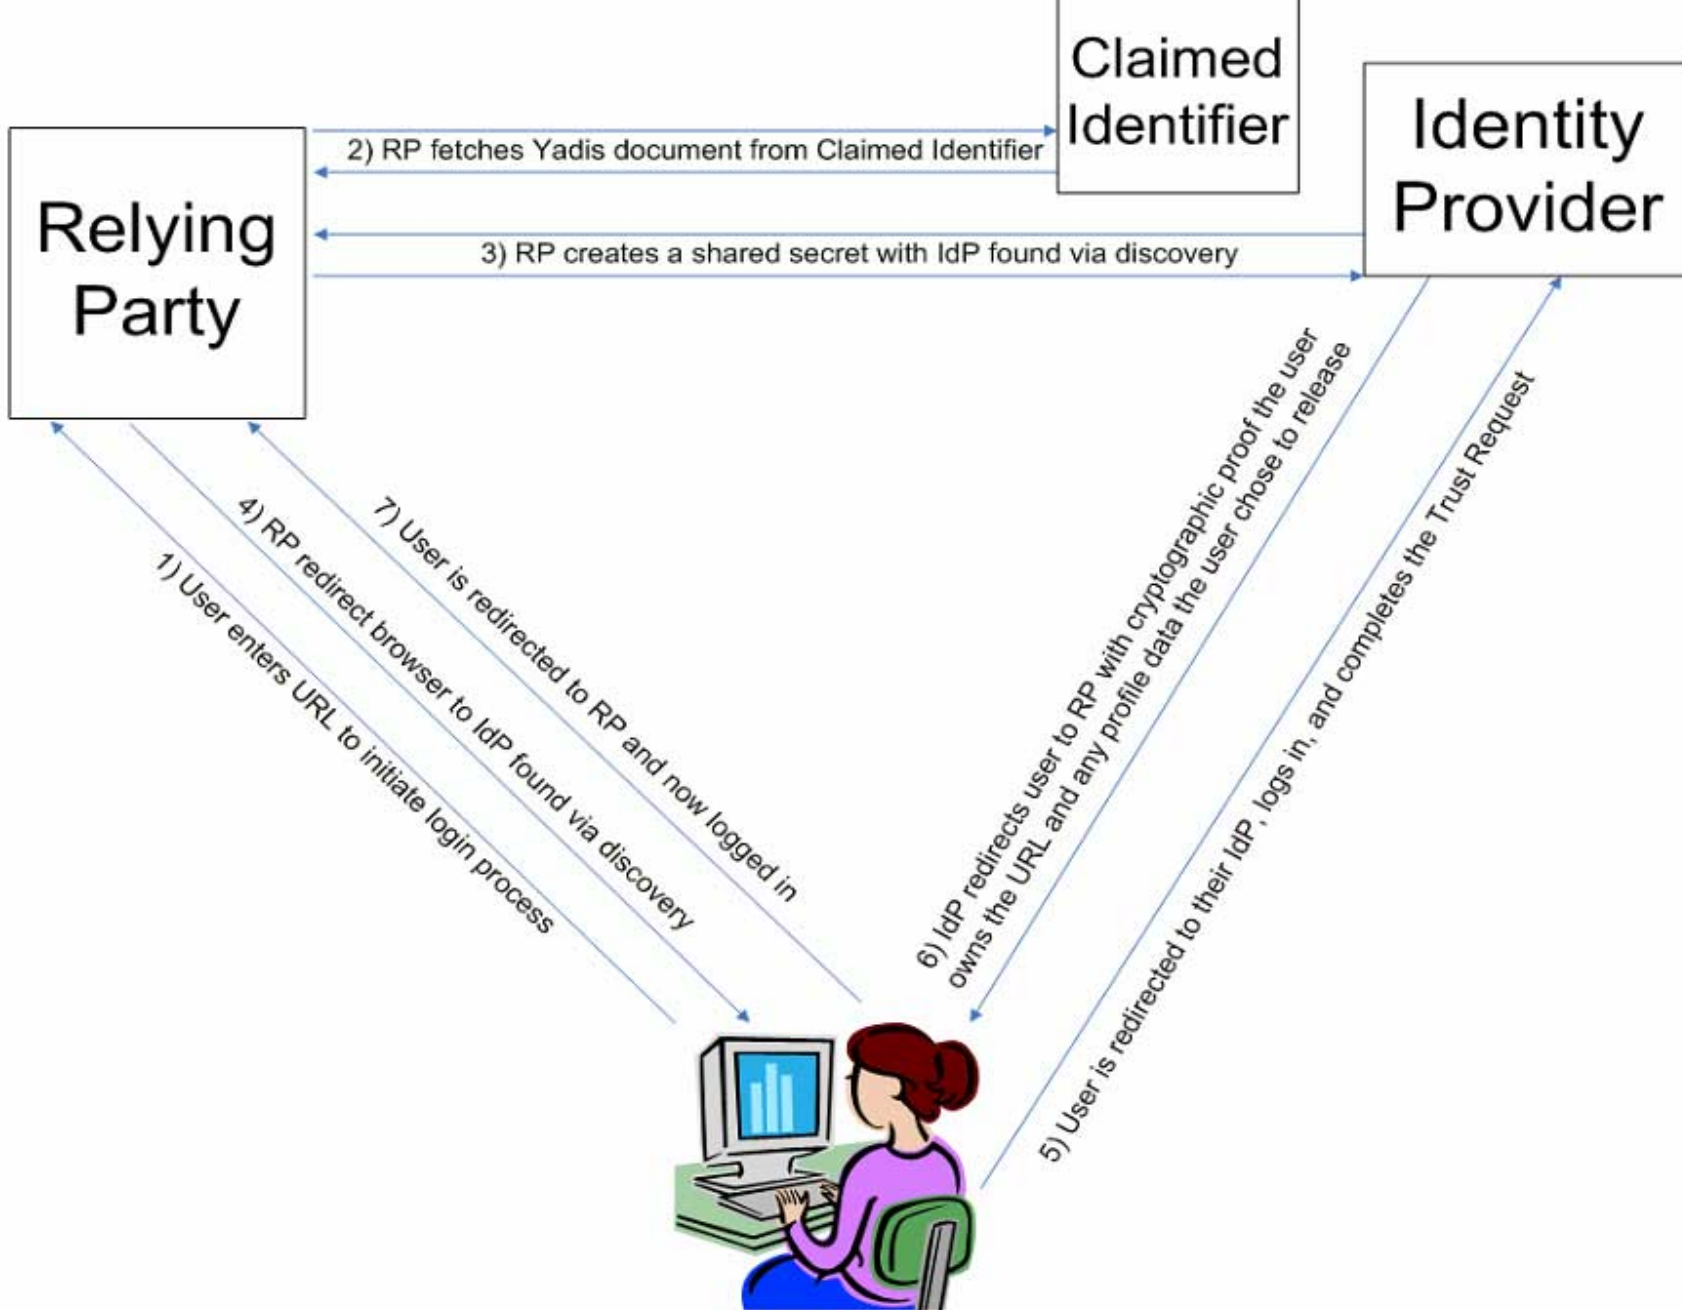 Claimed
Identifier
Identity
Provider
Relying
Party
2) RP fetches Yadis document from Claimed Identifier
3) RP creates a shared secret with IdP found via discovery
1) User enters URL to initiate login process
4) RP redirect browser to IdP found via discovery
7) User is redirected to RP and now logged in
6) IdP redirects user to RP with cryptographic proof the user
owns the URL and any profile data the user chose to release
5) User is redirected to their IdP, logs in, and completes the Trust Request